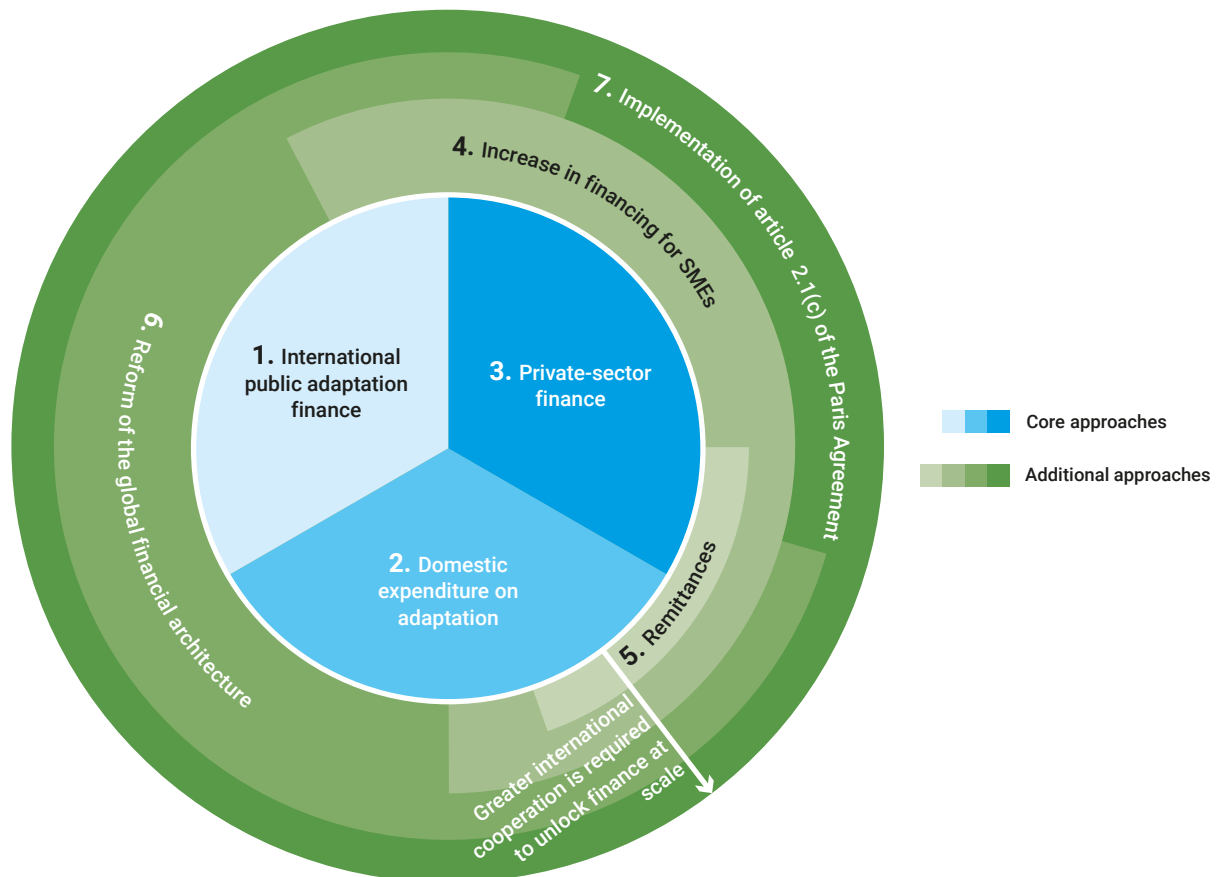 1. International
public adaptation
finance
2. Domestic
expenditure on
adaptation
3. Private-sector
finance
4. Increase in financing for SMEs
5. Remittances
6. Reform of the global financial architecture
7. Implementation of article 2.1(c) of the Paris Agreement
Greater international
cooperation is required
to unlock finance at
scale
Core approaches
Additional approaches